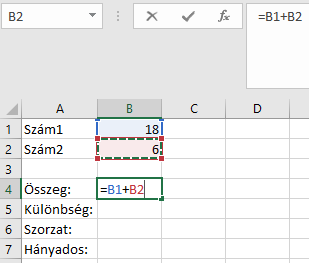 B2 fx =B1+B2
A B C D
1 Szám1 18
2 Szám2 6
3
4 Összeg: =B1+B2
5 Különbség:
6 Szorzat:
7 Hányados: